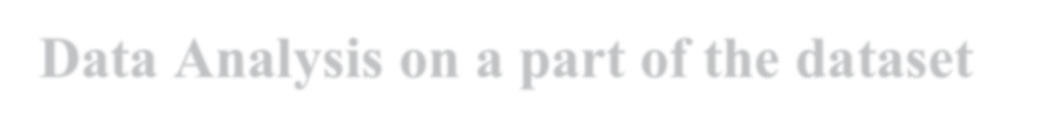 Data Analysis on a part of the dataset